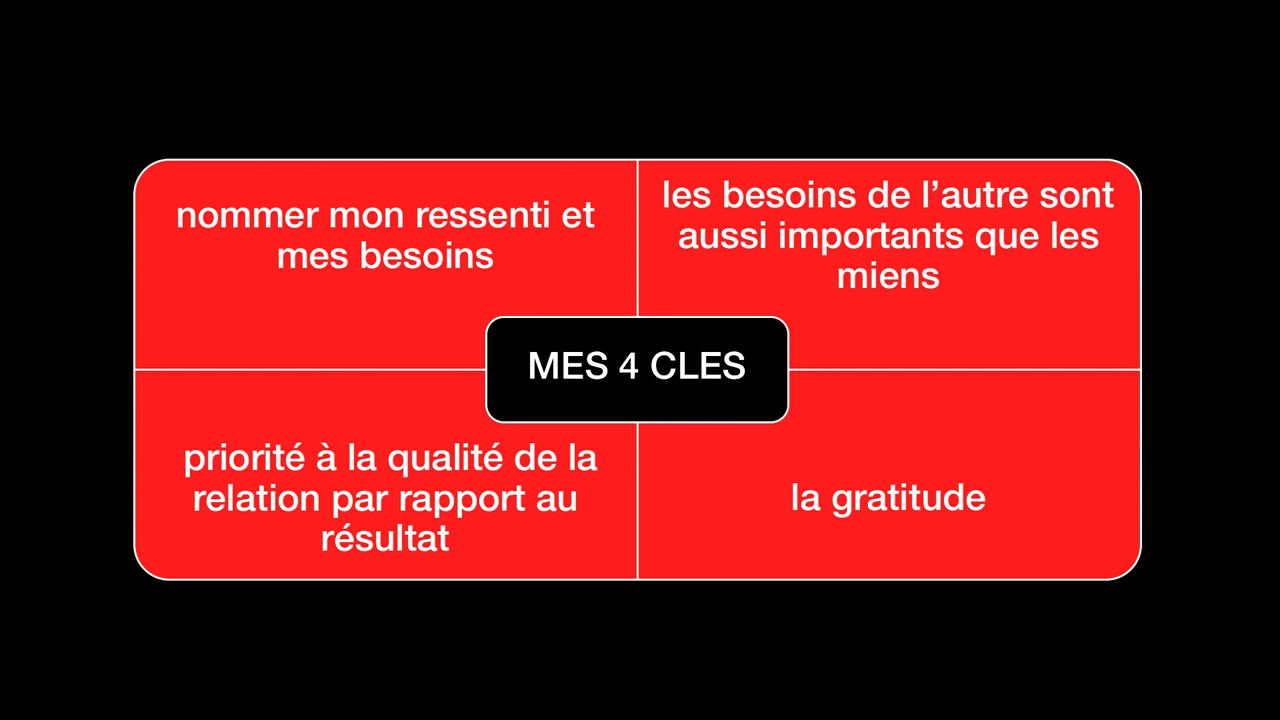 nommer mon ressenti et
mes besoins
les besoins de l’autre sont
aussi importants que les
miens
MES 4 CLES
priorité à la qualité de la
relation par rapport au
résultat
la gratitude